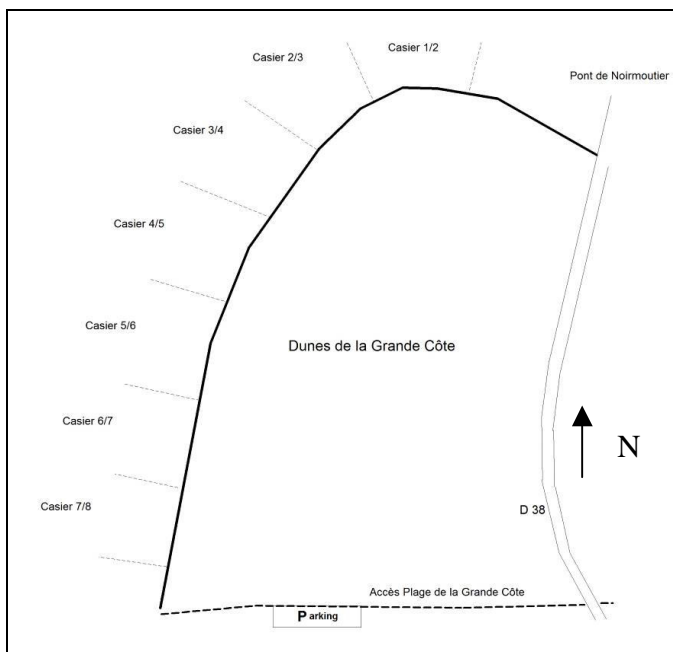 Casier 1/2
Casier 2/3
Pont de Noirmoutier
Casier 3/4
Casier 4/5
Casier 5/6
Dunes de la Grande Côte
Casier 6/7
N
Casier 7/8
D 38
Accès Plage de la Grande Côte
P arking